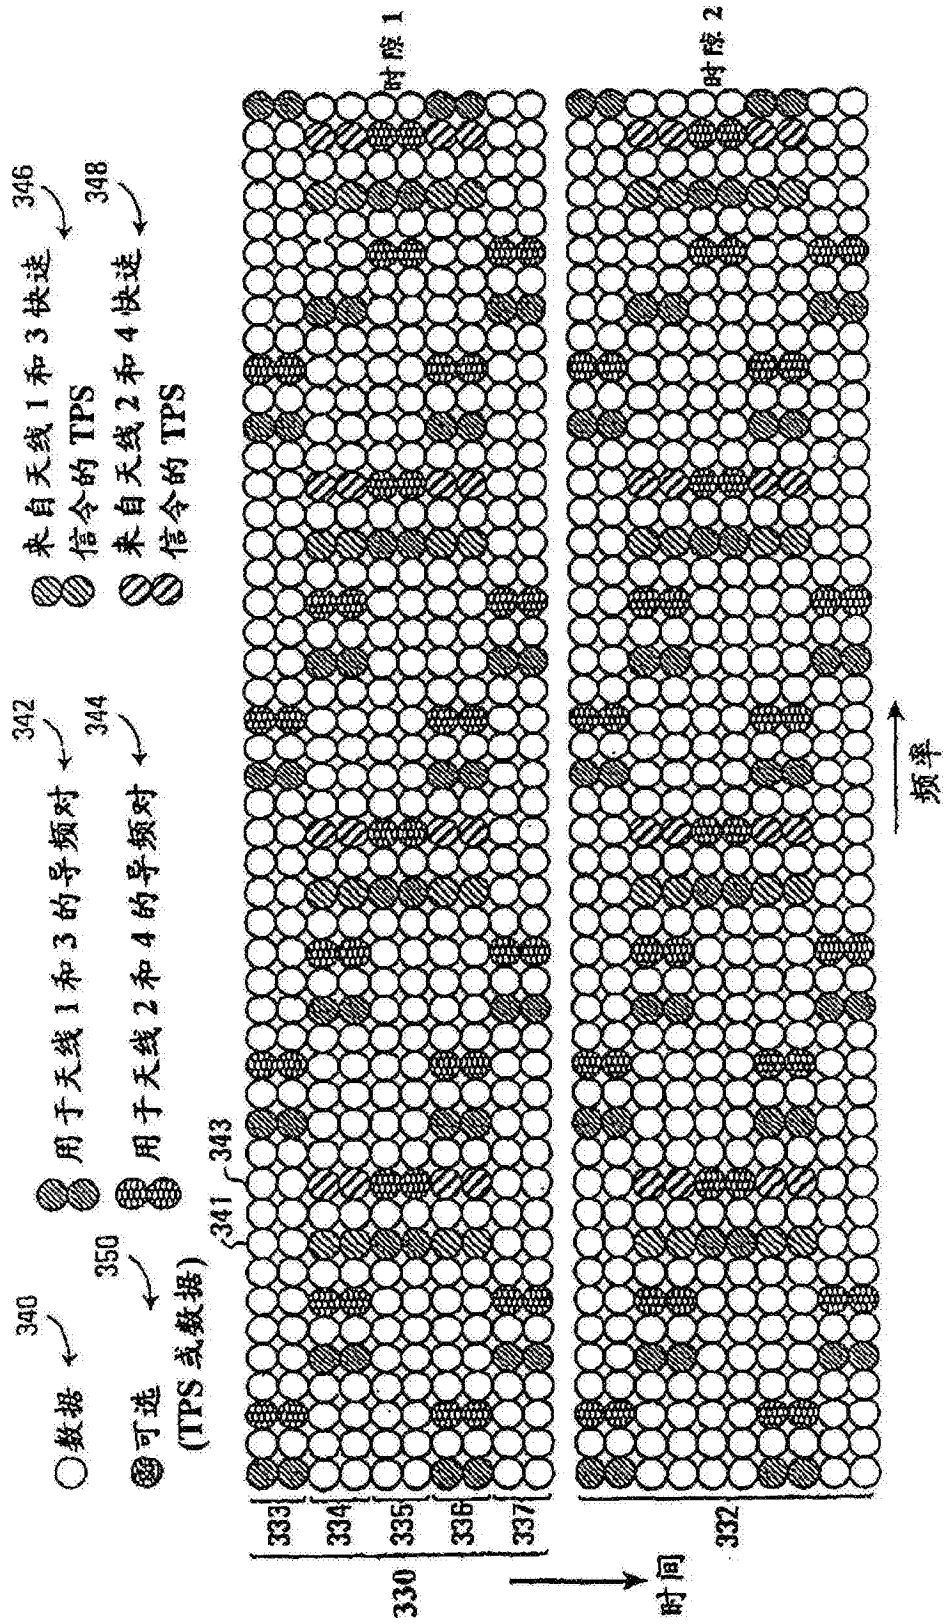 340
数据
350
可选
(TPS 或数据)
342
用于天线 1 和 3 的导频对
344
用于天线 2 和 4 的导频对
346
来自天线 1 和 3 快速
信令的 TPS
348
来自天线 2 和 4 快速
信令的 TPS
341
343
330
333
334
335
336
337
时隙 1
332
时隙 2
时间
频率